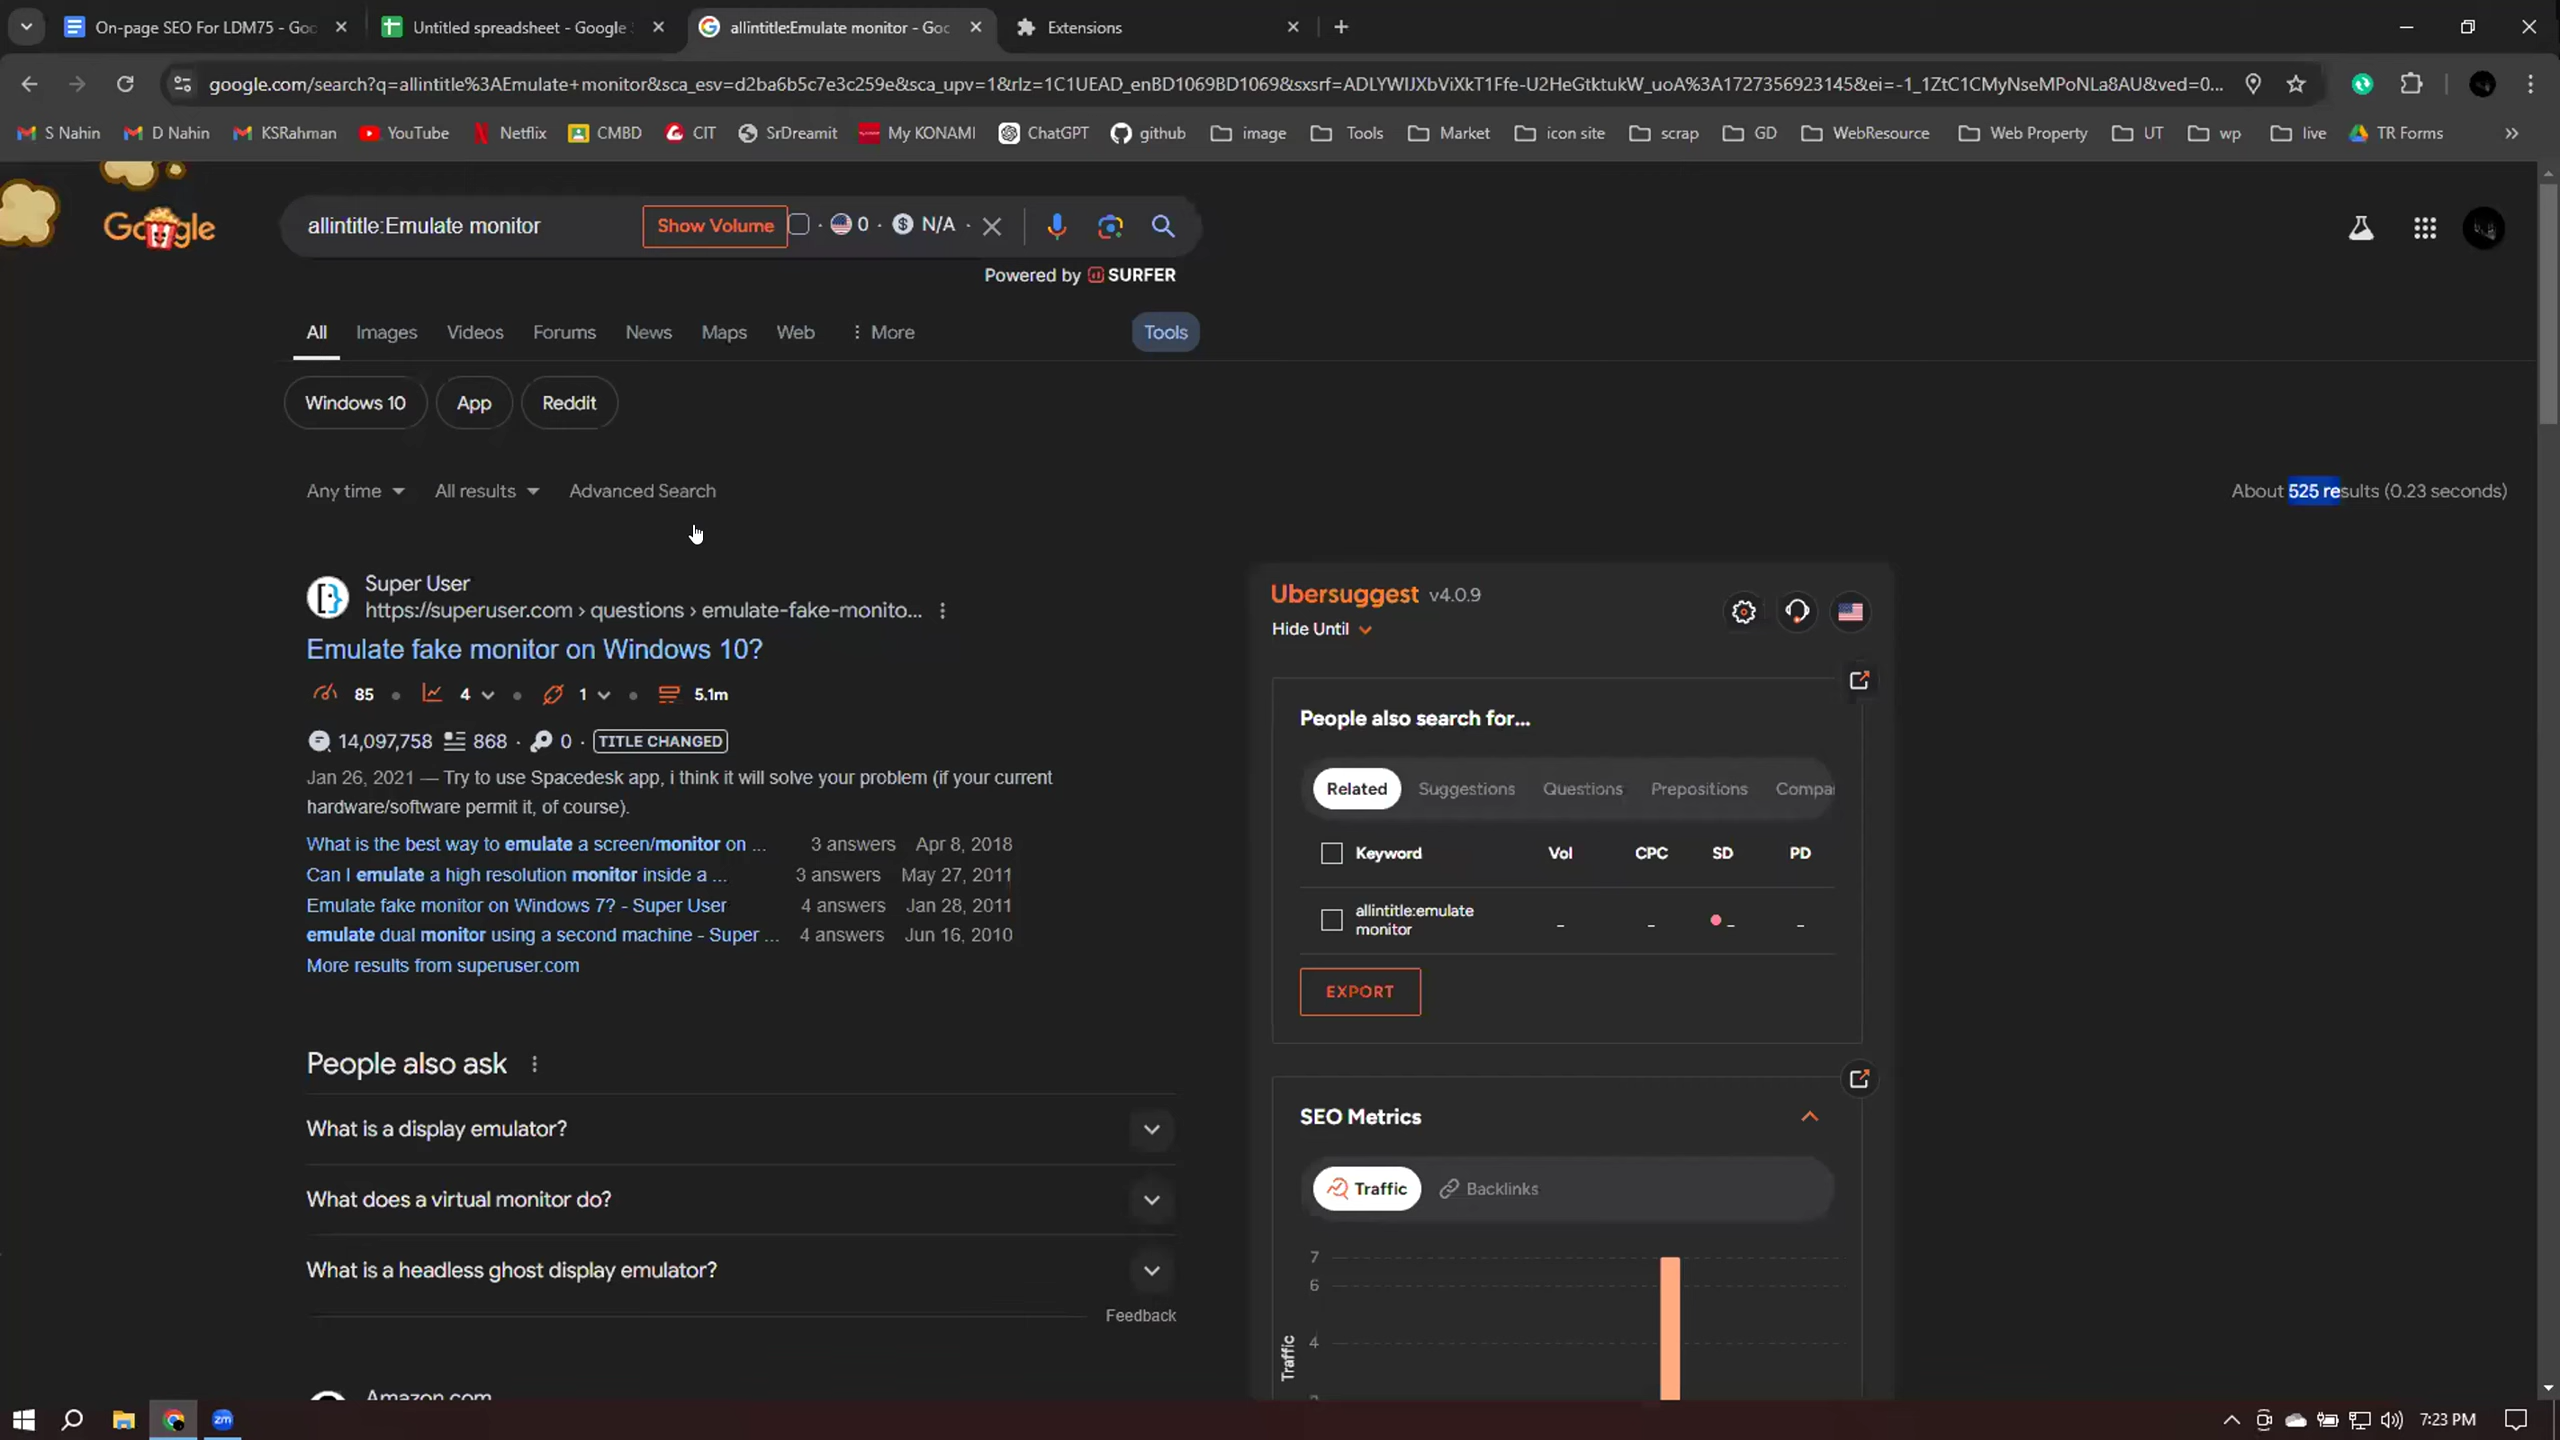 On-page SEO For LDM75 - Goo
Untitled spreadsheet - Google S
allintitle:Emulate monitor - Goo
Extensions
google.com/search?q=allintitle%3AEmulate+monitor&sca_esv=d2ba6b5c7e3c259e&sca_upv=1&rlz=1C1UEAD_enBD1069BD1069&sxsrf=ADLYWIJXbViXkT1Ffe-U2HeGtktukW_uoA%3A1727356923145&ei=-1_1ZtC1CMyNseMPoNLa8AU&ved=0...
S Nahin
D Nahin
KSRahman
YouTube
Netflix
CMBD
CIT
SrDreamit
My KONAMI
ChatGPT
github
image
Tools
Market
icon site
scrap
GD
WebResource
Web Property
UT
wp
live
TR Forms
Google
allintitle:Emulate monitor
Show Volume
0 · N/A ·
Powered by SURFER
All
Images
Videos
Forums
News
Maps
Web
More
Tools
Windows 10
App
Reddit
Any time
All results
Advanced Search
About 525 results (0.23 seconds)
Super User
https://superuser.com › questions › emulate-fake-monito...
Emulate fake monitor on Windows 10?
85 • 4 • 1 • 5.1m
14,097,758 868 · 0 · TITLE CHANGED
Jan 26, 2021 — Try to use Spacedesk app, i think it will solve your problem (if your current
hardware/software permit it, of course).
What is the best way to emulate a screen/monitor on ... 3 answers Apr 8, 2018
Can I emulate a high resolution monitor inside a ... 3 answers May 27, 2011
Emulate fake monitor on Windows 7? - Super User 4 answers Jan 28, 2011
emulate dual monitor using a second machine - Super ... 4 answers Jun 16, 2010
More results from superuser.com
People also ask
What is a display emulator?
What does a virtual monitor do?
What is a headless ghost display emulator?
Feedback
Amazon.com
Ubersuggest v4.0.9
Hide Until
People also search for...
Related
Suggestions
Questions
Prepositions
Compa
Keyword Vol CPC SD PD
allintitle:emulate
monitor
- - - -
EXPORT
SEO Metrics
Traffic
Backlinks
7
6
4
Traffic
zm
7:23 PM